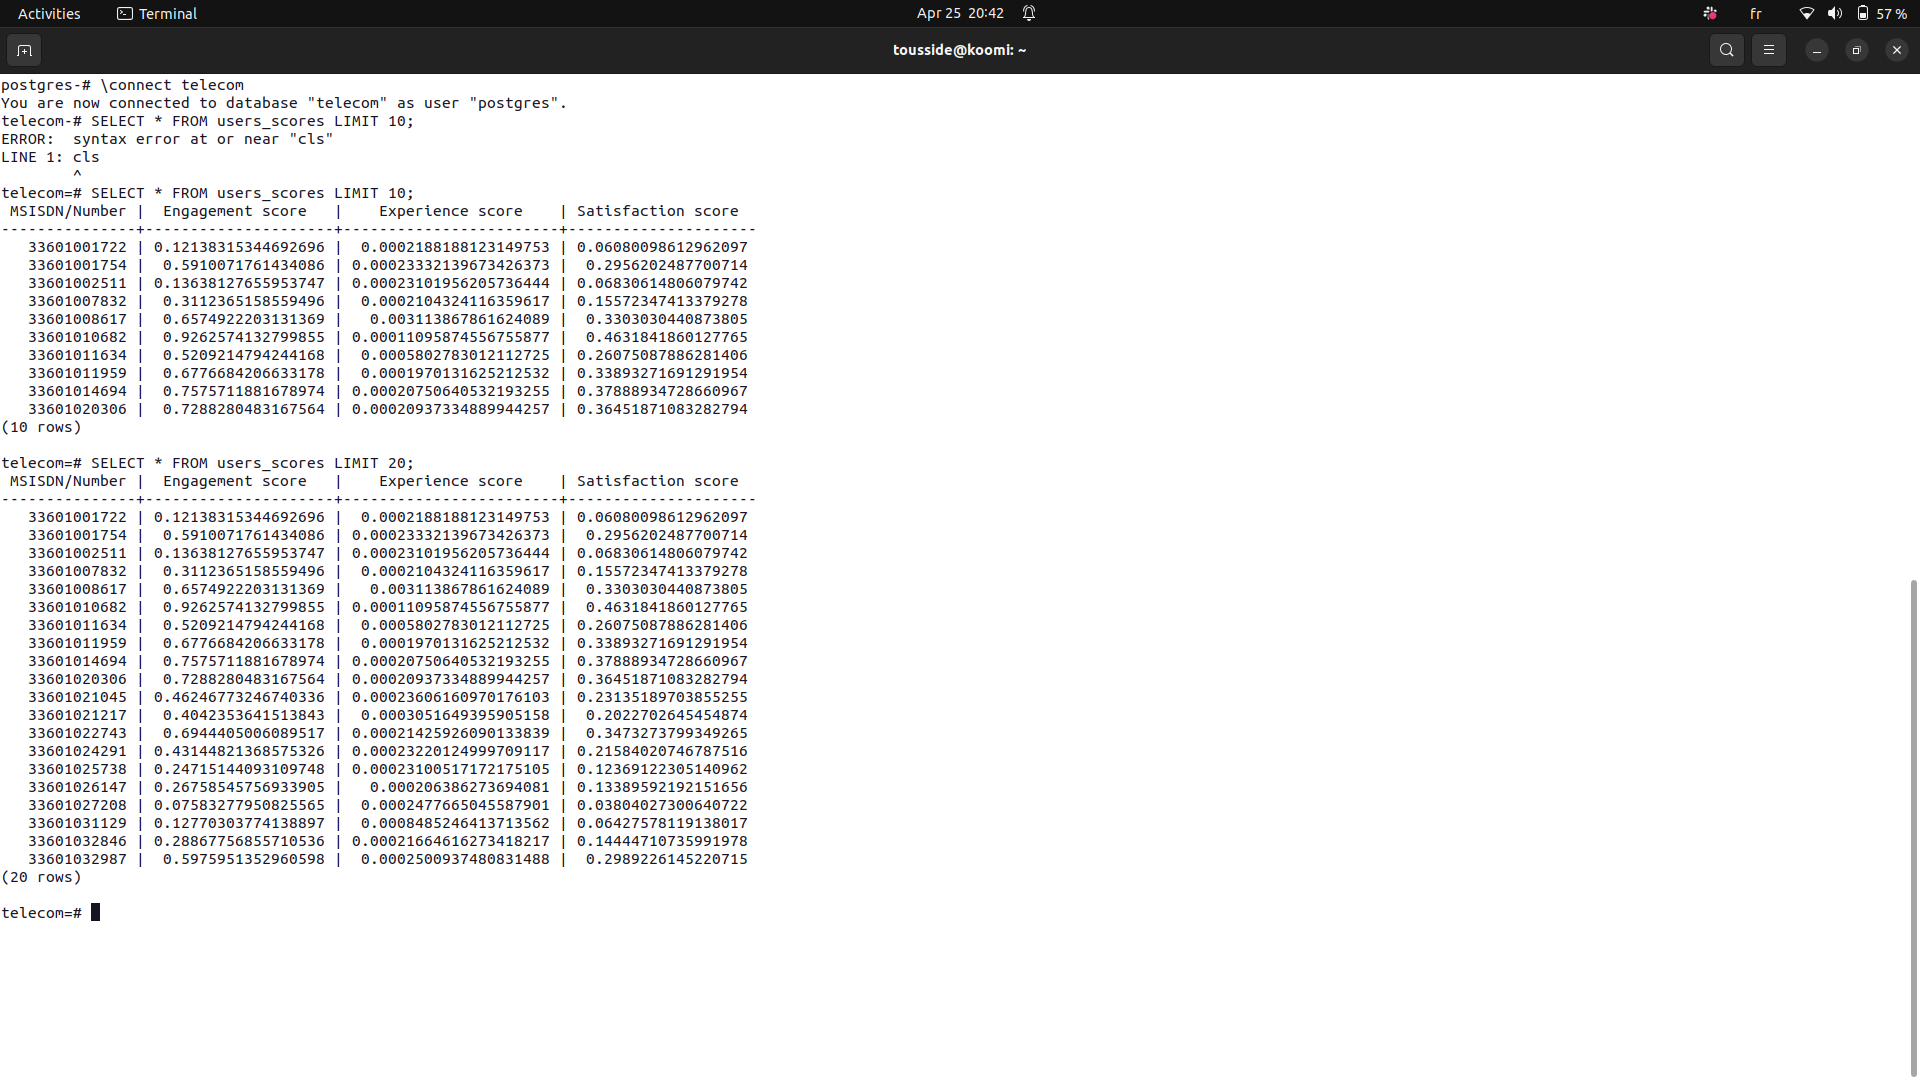 Activities Terminal Apr 25 20:42 fr 57 %
tousside@koomi: ~
postgres-# \connect telecom
You are now connected to database "telecom" as user "postgres".
telecom-# SELECT * FROM users_scores LIMIT 10;
ERROR:  syntax error at or near "cls"
LINE 1: cls
        ^
telecom=# SELECT * FROM users_scores LIMIT 10;
 MSISDN/Number |  Engagement score   |    Experience score    | Satisfaction score
---------------+---------------------+------------------------+---------------------
   33601001722 | 0.12138315344692696 |  0.0002188188123149753 | 0.06080098612962097
   33601001754 |  0.5910071761434086 | 0.00023332139673426373 |  0.2956202487700714
   33601002511 | 0.13638127655953747 | 0.00023101956205736444 | 0.06830614806079742
   33601007832 |  0.3112365158559496 |  0.0002104324116359617 | 0.15572347413379278
   33601008617 |  0.6574922203131369 |   0.003113867861624089 |  0.3303030440873805
   33601010682 |  0.9262574132799855 | 0.00011095874556755877 |  0.4631841860127765
   33601011634 |  0.5209214794244168 |  0.0005802783012112725 | 0.26075087886281406
   33601011959 |  0.6776684206633178 |  0.0001970131625212532 | 0.33893271691291954
   33601014694 |  0.7575711881678974 | 0.00020750640532193255 | 0.37888934728660967
   33601020306 |  0.7288280483167564 | 0.00020937334889944257 | 0.36451871083282794
(10 rows)
telecom=# SELECT * FROM users_scores LIMIT 20;
 MSISDN/Number |  Engagement score   |    Experience score    | Satisfaction score
---------------+---------------------+------------------------+---------------------
   33601001722 | 0.12138315344692696 |  0.0002188188123149753 | 0.06080098612962097
   33601001754 |  0.5910071761434086 | 0.00023332139673426373 |  0.2956202487700714
   33601002511 | 0.13638127655953747 | 0.00023101956205736444 | 0.06830614806079742
   33601007832 |  0.3112365158559496 |  0.0002104324116359617 | 0.15572347413379278
   33601008617 |  0.6574922203131369 |   0.003113867861624089 |  0.3303030440873805
   33601010682 |  0.9262574132799855 | 0.00011095874556755877 |  0.4631841860127765
   33601011634 |  0.5209214794244168 |  0.0005802783012112725 | 0.26075087886281406
   33601011959 |  0.6776684206633178 |  0.0001970131625212532 | 0.33893271691291954
   33601014694 |  0.7575711881678974 | 0.00020750640532193255 | 0.37888934728660967
   33601020306 |  0.7288280483167564 | 0.00020937334889944257 | 0.36451871083282794
   33601021045 | 0.46246773246740336 | 0.00023606160970176103 | 0.23135189703855255
   33601021217 |  0.4042353641513843 |  0.0003051649395905158 |  0.2022702645454874
   33601022743 |  0.6944405006089517 | 0.00021425926090133839 |  0.3473273799349265
   33601024291 | 0.43144821368575326 | 0.00023220124999709117 | 0.21584020746787516
   33601025738 | 0.24715144093109748 | 0.00023100517172175105 | 0.12369122305140962
   33601026147 | 0.26758545756933905 |   0.000206386273694081 | 0.13389592192151656
   33601027208 | 0.07583277950825565 |  0.0002477665045587901 | 0.03804027300640722
   33601031129 | 0.12770303774138897 |  0.0008485246413713562 | 0.06427578119138017
   33601032846 | 0.28867756855710536 | 0.00021664616273418217 | 0.14444710735991978
   33601032987 |  0.5975951352960598 |  0.0002500937480831488 |  0.2989226145220715
(20 rows)
telecom=#